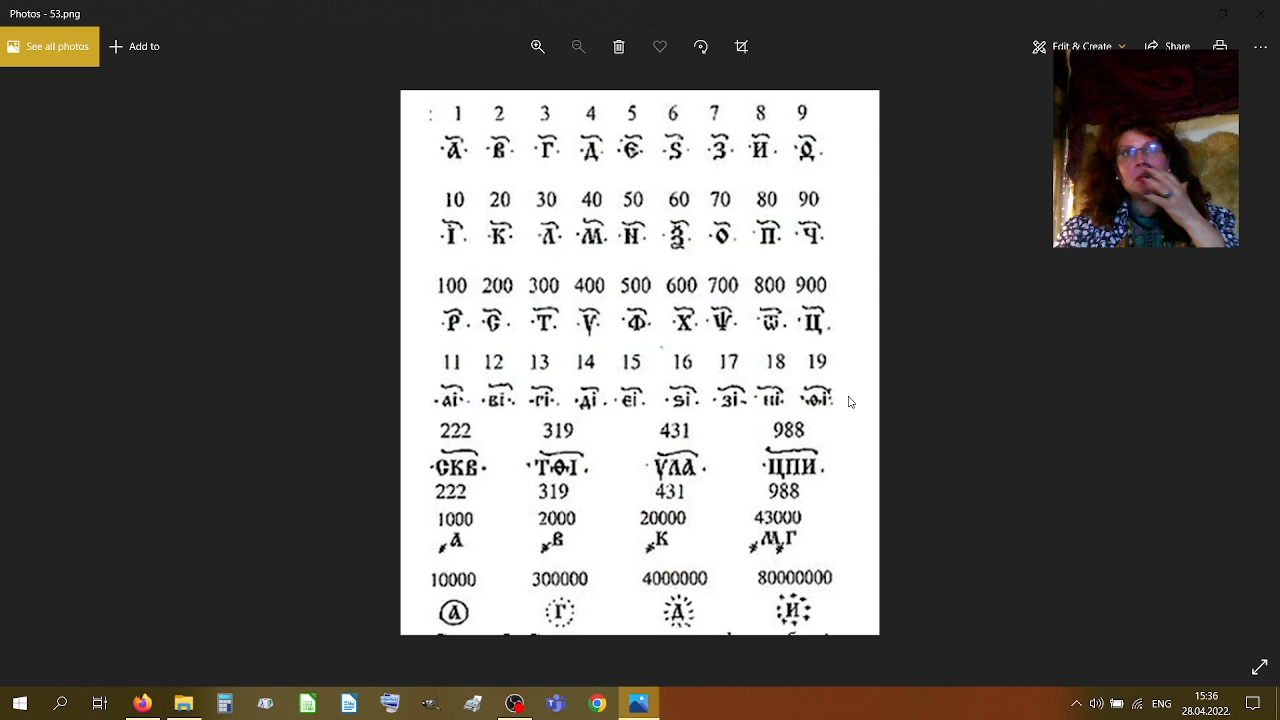 Photos - 53.png
See all photos
Add to
Edit & Create
Share
: 1 2 3 4 5 6 7 8 9
·а҃· ·в҃· ·г҃· ·д҃· ·є҃· ·ѕ҃· ·з҃· ·и҃· ·ѳ҃·
10 20 30 40 50 60 70 80 90
·і҃· ·к҃· ·л҃· ·м҃· ·н҃· ·ѯ҃· ·о҃· ·п҃· ·ч҃·
100 200 300 400 500 600 700 800 900
·р҃· ·с҃· ·т҃· ·ѵ҃· ·ф҃· ·х҃· ·ѱ҃· ·ѿ҃· ·ц҃·
11 12 13 14 15 16 17 18 19
·аі҃· ·ві҃· ·гі҃· ·ді҃· ·єі҃· ·ѕі҃· ·зі҃· ·иі҃· ·ѳі҃·
222 319 431 988
·СКВ҃· ·ТѲІ҃· ·ѴЛА҃· ·ЦПИ҃·
222 319 431 988
1000 2000 20000 43000
҂А ҂В ҂К ҂М҂Г
10000 300000 4000000 80000000
А⃝ Г҈ Д҉ И꙰
15:36
28.04.2022.